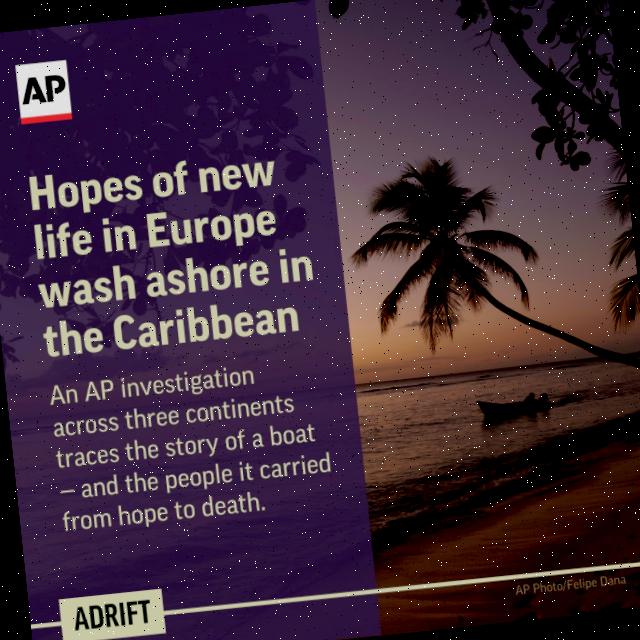 AP
Hopes of new
life in Europe
wash ashore in
the Caribbean
An AP investigation
across three continents
traces the story of a boat
— and the people it carried
from hope to death.
ADRIFT
AP Photo/Felipe Dana